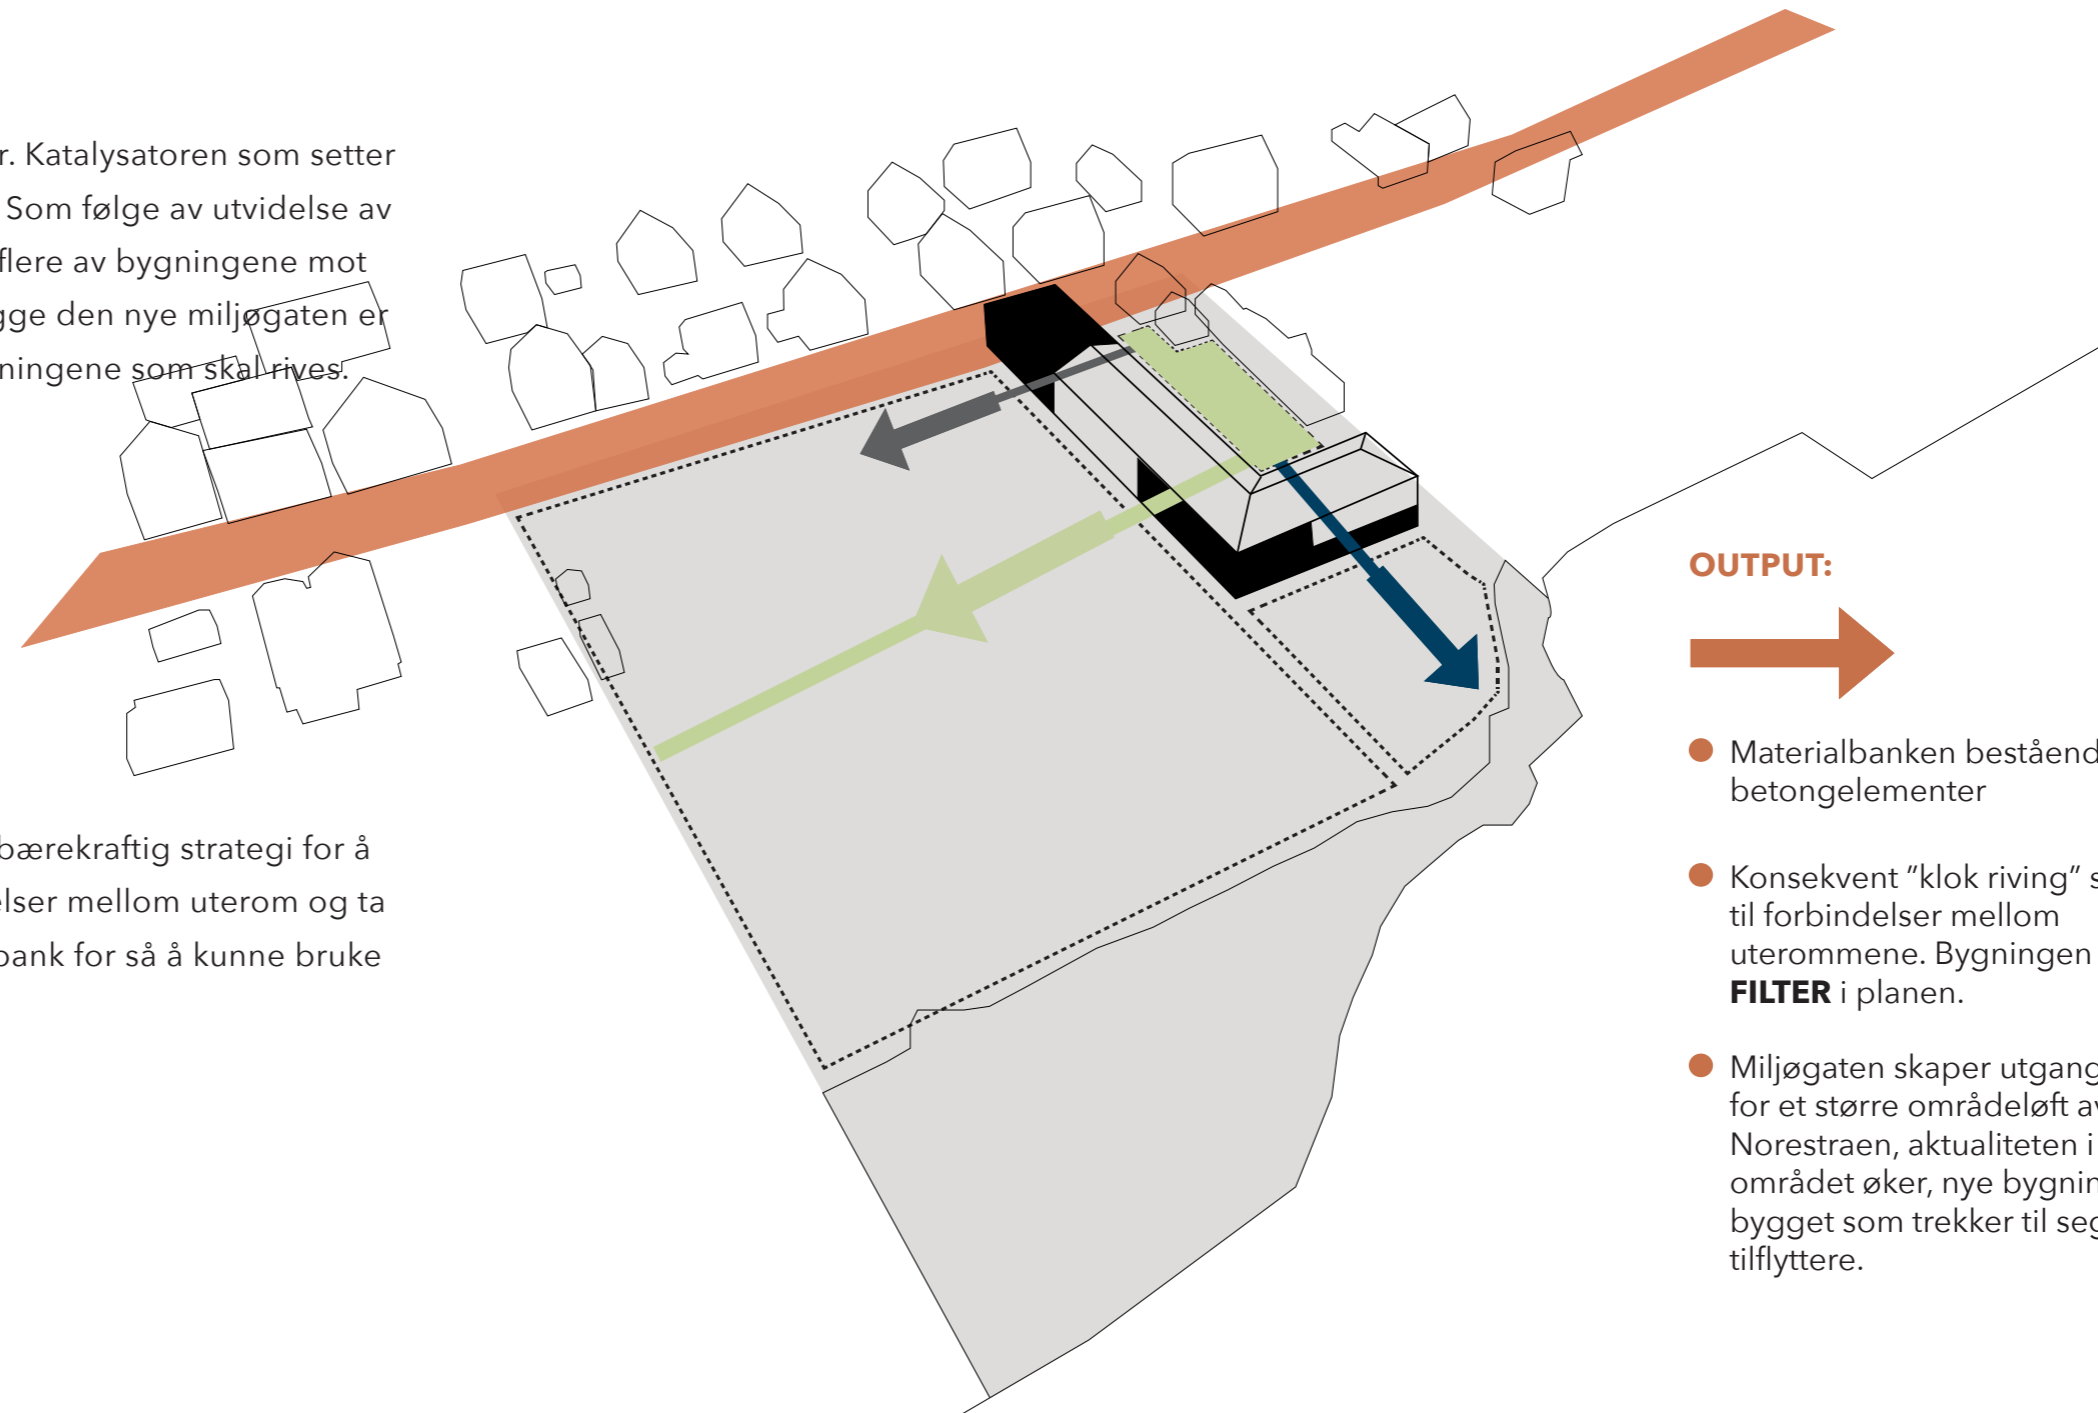 r. Katalysatoren som setter
Som følge av utvidelse av
flere av bygningene mot
gge den nye miljøgaten er
ningene som skal rives.
bærekraftig strategi for å
elser mellom uterom og ta
bank for så å kunne bruke
OUTPUT:
Materialbanken bestående
betongelementer
Konsekvent "klok riving" s
til forbindelser mellom
uterommene. Bygningen
FILTER i planen.
Miljøgaten skaper utgang
for et større områdeløft av
Norestraen, aktualiteten i
området øker, nye bygnin
bygget som trekker til seg
tilflyttere.